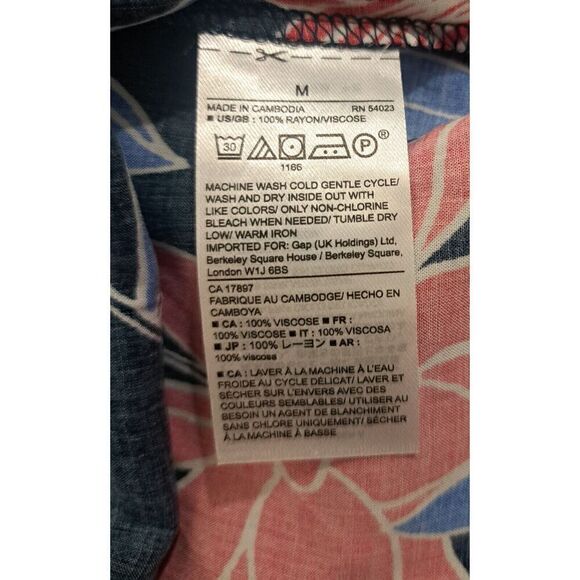 M
MADE IN CAMBODIA RN 54023
■ US/GB : 100% RAYON/VISCOSE
30 P ®
1166
MACHINE WASH COLD GENTLE CYCLE/
WASH AND DRY INSIDE OUT WITH
LIKE COLORS/ ONLY NON-CHLORINE
BLEACH WHEN NEEDED/ TUMBLE DRY
LOW/ WARM IRON
IMPORTED FOR: Gap (UK Holdings) Ltd,
Berkeley Square House / Berkeley Square,
London W1J 6BS
CA 17897
FABRIQUE AU CAMBODGE/ HECHO EN
CAMBOYA
■ CA : 100% VISCOSE ■ FR :
100% VISCOSE ■ IT : 100% VISCOSA
■ JP : 100% レーヨン ■ AR :
100% viscosa
■ CA : LAVER À LA MACHINE À L'EAU
FROIDE AU CYCLE DÉLICAT/ LAVER ET
SÉCHER SUR L'ENVERS AVEC DES
COULEURS SEMBLABLES/ UTILISER AU
BESOIN UN AGENT DE BLANCHIMENT
SANS CHLORE UNIQUEMENT/ SÉCHER
À LA MACHINE À BASSE